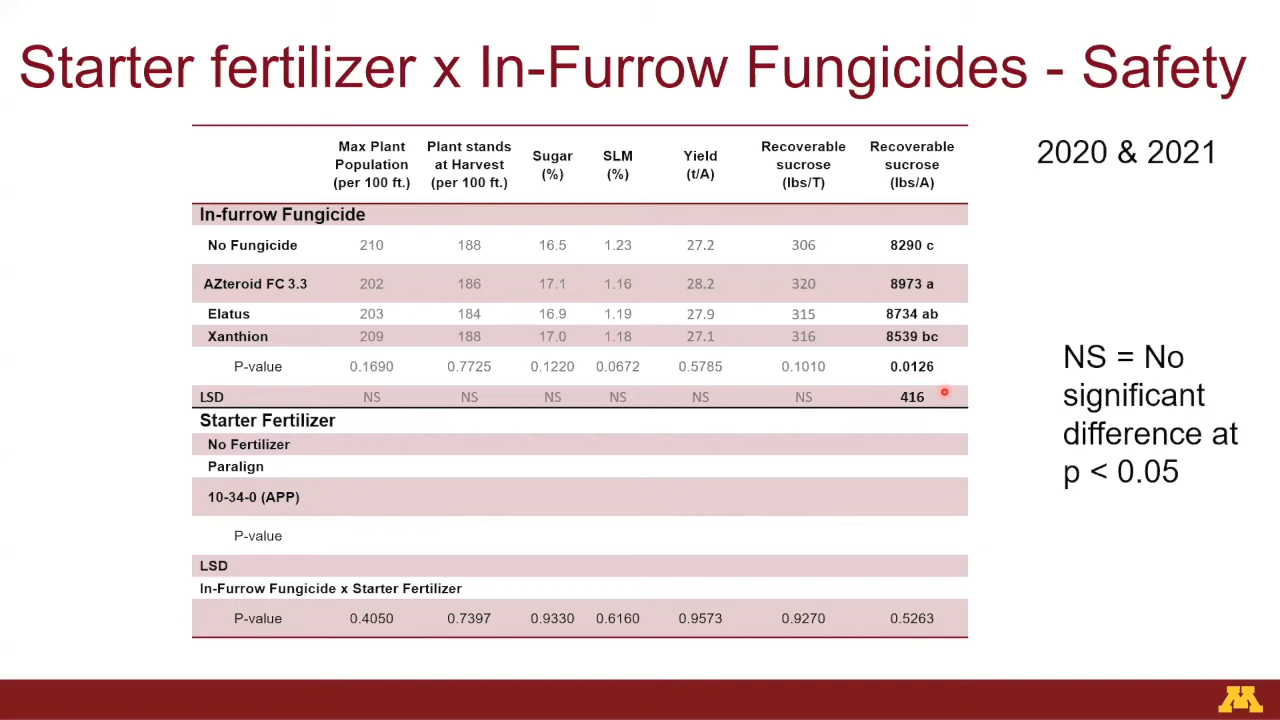 Starter fertilizer x In-Furrow Fungicides - Safety
2020 & 2021
Max Plant Population (per 100 ft.) Plant stands at Harvest (per 100 ft.) Sugar (%) SLM (%) Yield (t/A) Recoverable sucrose (lbs/T) Recoverable sucrose (lbs/A)
In-furrow Fungicide
No Fungicide 210 188 16.5 1.23 27.2 306 8290 c
AZteroid FC 3.3 202 186 17.1 1.16 28.2 320 8973 a
Elatus 203 184 16.9 1.19 27.9 315 8734 ab
Xanthion 209 188 17.0 1.18 27.1 316 8539 bc
P-value 0.1690 0.7725 0.1220 0.0672 0.5785 0.1010 0.0126
LSD NS NS NS NS NS NS 416
Starter Fertilizer
No Fertilizer
Paralign
10-34-0 (APP)
P-value
LSD
In-Furrow Fungicide x Starter Fertilizer
P-value 0.4050 0.7397 0.9330 0.6160 0.9573 0.9270 0.5263
NS = No
significant
difference at
p < 0.05
M